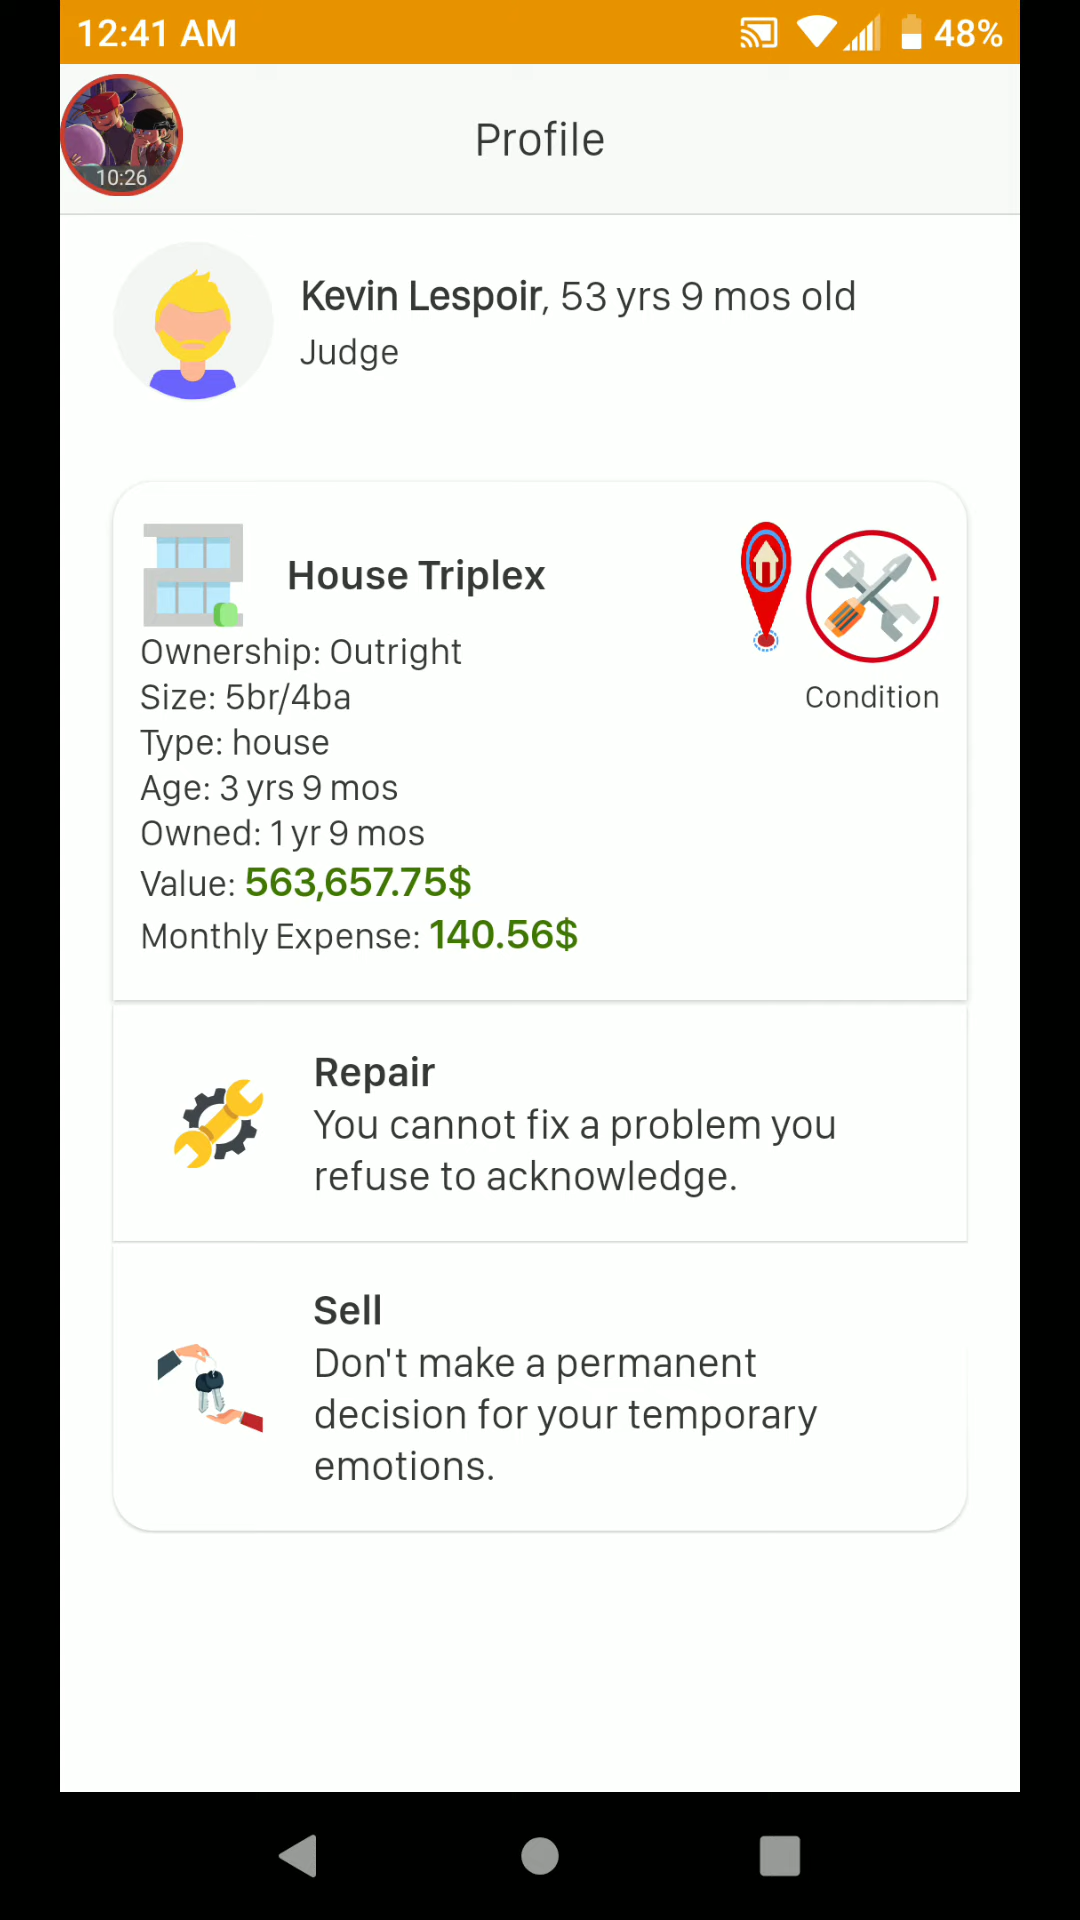 12:41 AM
48%
10:26
Profile
Kevin Lespoir, 53 yrs 9 mos old
Judge
House Triplex
Condition
Ownership: Outright
Size: 5br/4ba
Type: house
Age: 3 yrs 9 mos
Owned: 1 yr 9 mos
Value: 563,657.75$
Monthly Expense: 140.56$
Repair
You cannot fix a problem you
refuse to acknowledge.
Sell
Don't make a permanent
decision for your temporary
emotions.